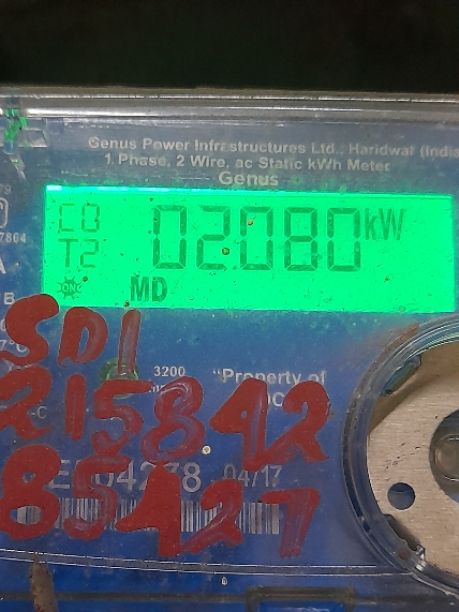 Genus Power Infrastructures Ltd., Haridwar (India
1 Phase, 2 Wire, ac Static kWh Meter
Genus
C0
T2
02.080 kW
MD
SD1
3200
"Property of
215842
04/17
85427